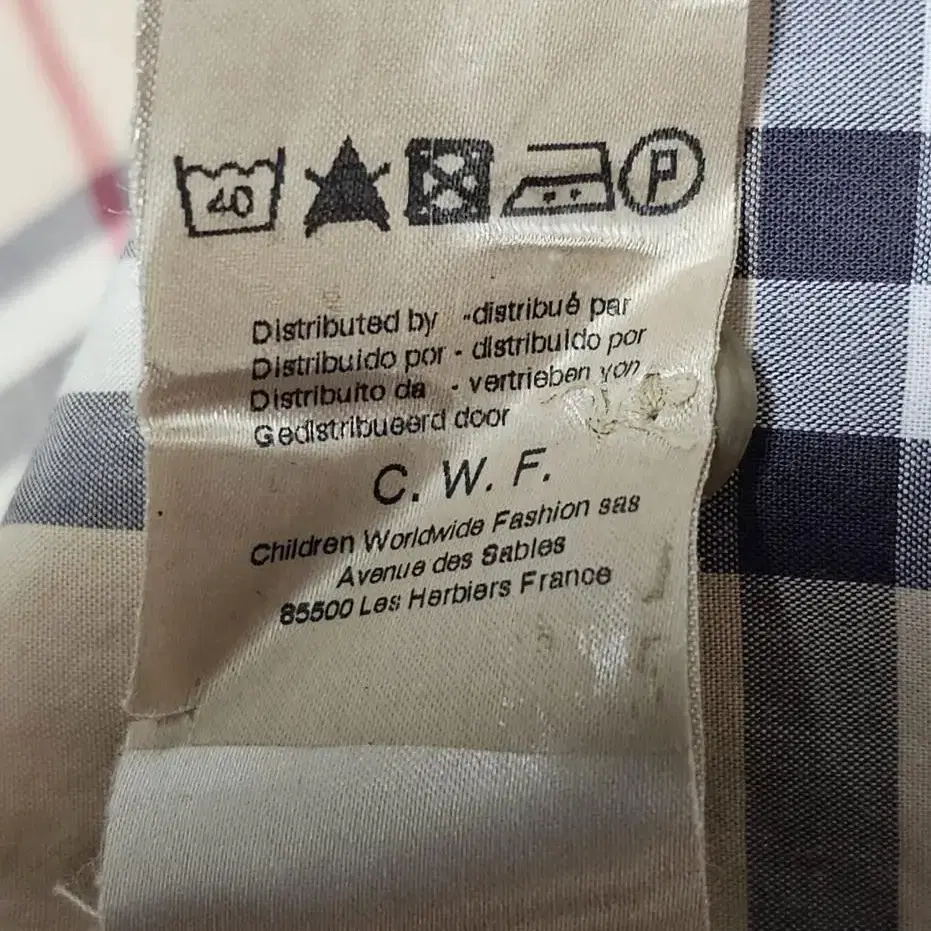 40
P
Distributed by - distribué par
Distribuido por - distribuido por
Distribuito da - vertrieben von
Gedistribueerd door
C. W. F.
Children Worldwide Fashion sas
Avenue des Sables
85500 Les Herbiers France